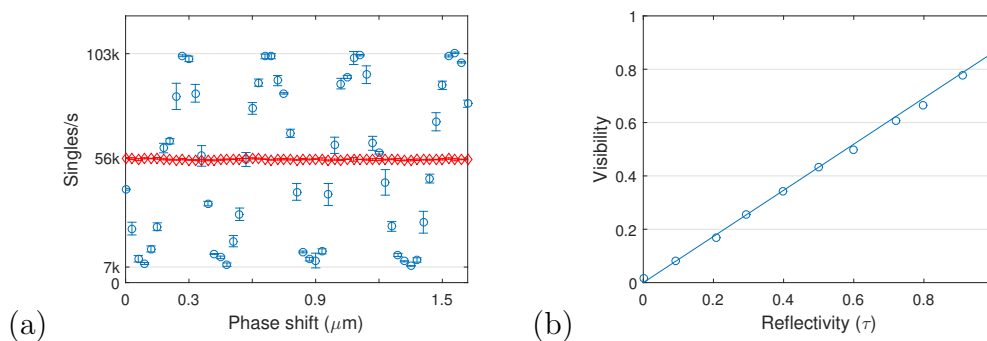 103k
56k
7k
0
Singles/s
0 0.3 0.9 1.5
Phase shift (μm)
(a)
1
0.8
0.6
0.4
0.2
0
Visibility
0 0.2 0.4 0.6 0.8
Reflectivity (τ)
(b)